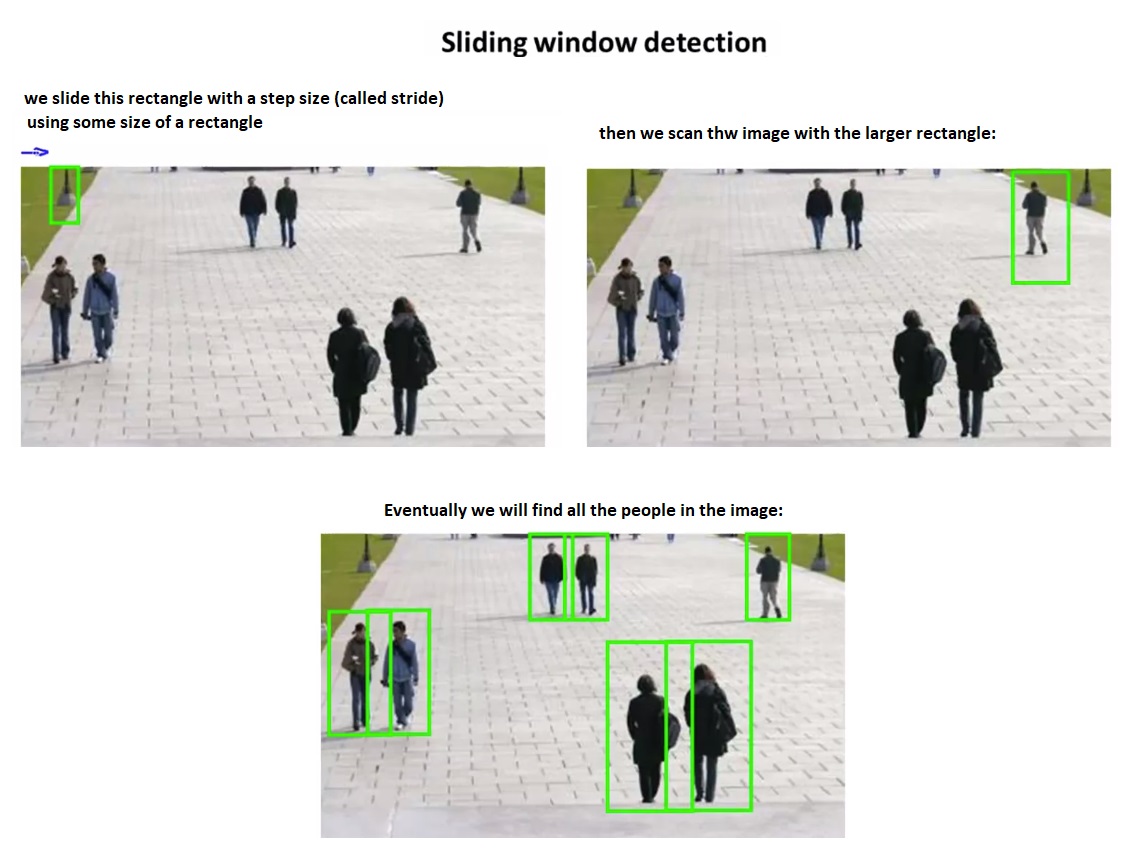 Sliding window detection
we slide this rectangle with a step size (called stride)
using some size of a rectangle
then we scan thw image with the larger rectangle:
Eventually we will find all the people in the image: